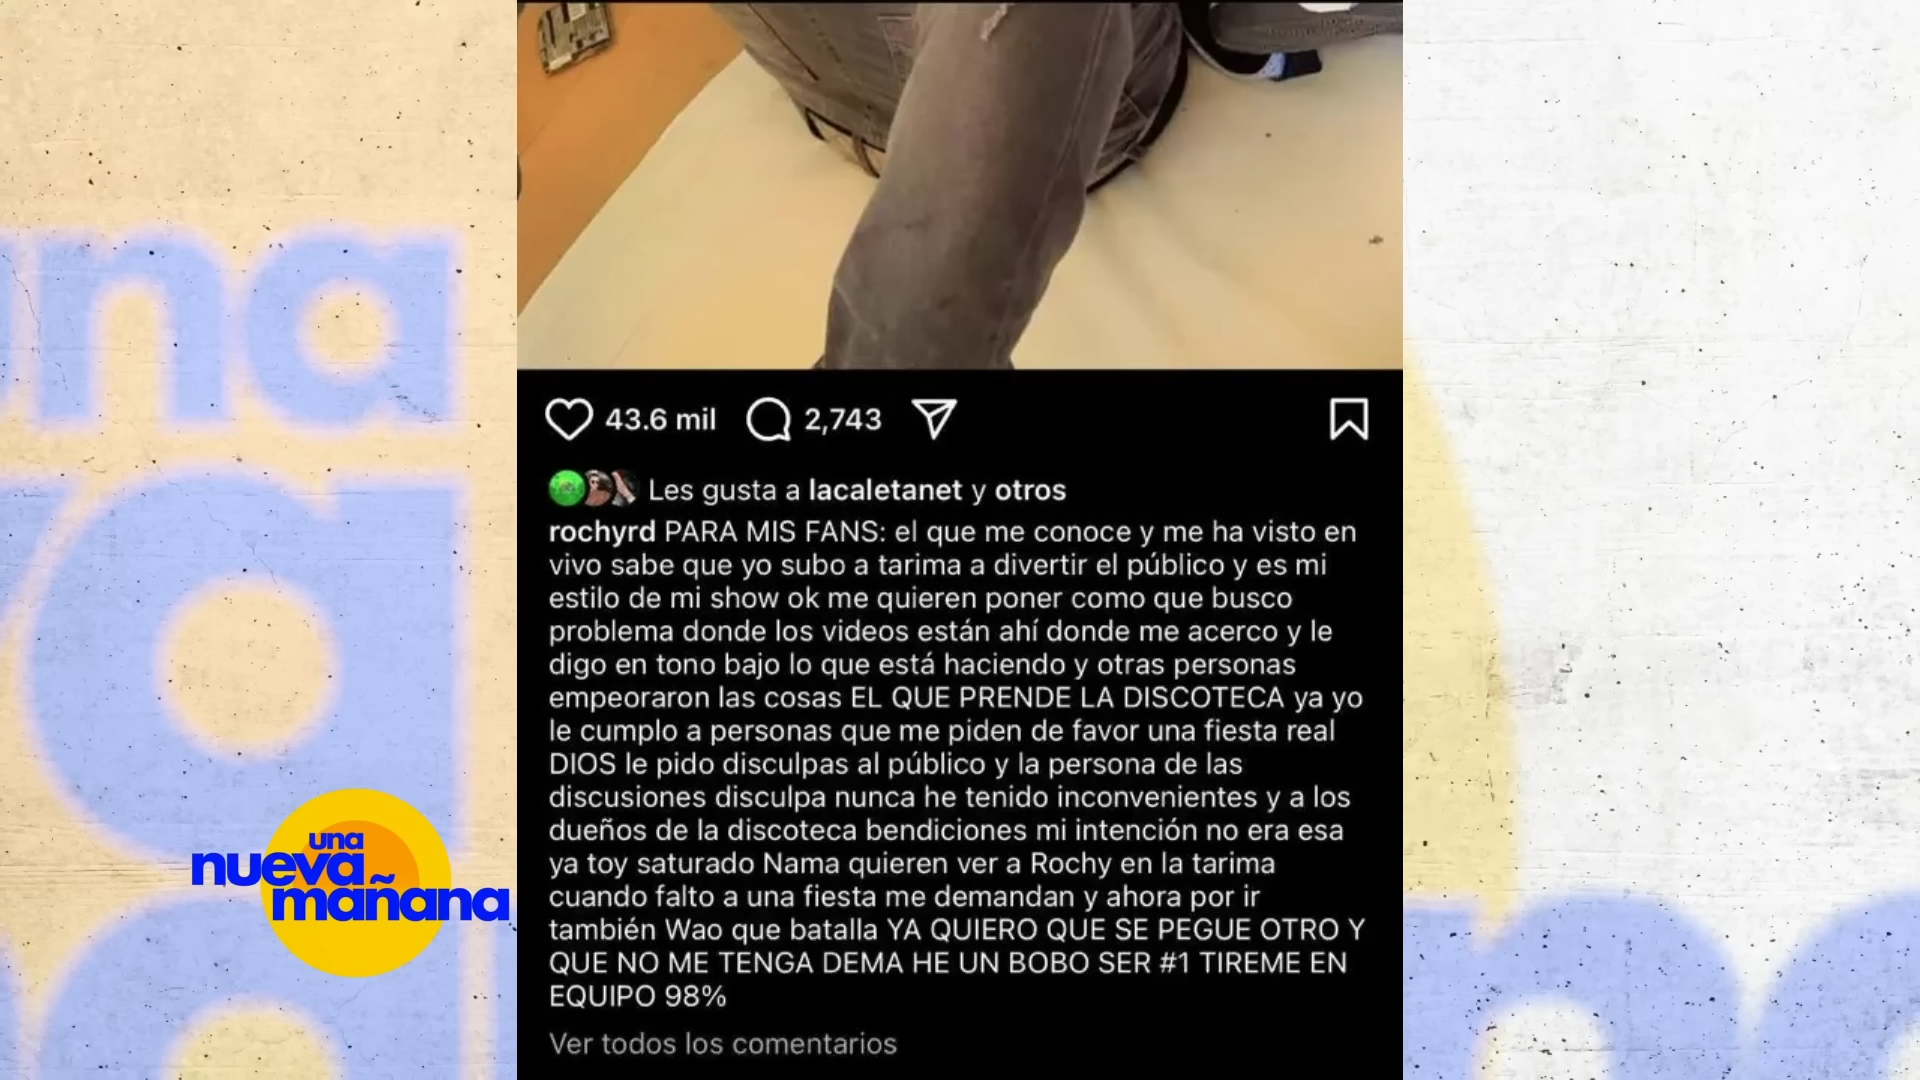 43.6 mil 2,743
Les gusta a lacaletanet y otros
rochyrd PARA MIS FANS: el que me conoce y me ha visto en
vivo sabe que yo subo a tarima a divertir el público y es mi
estilo de mi show ok me quieren poner como que busco
problema donde los videos están ahí donde me acerco y le
digo en tono bajo lo que está haciendo y otras personas
empeoraron las cosas EL QUE PRENDE LA DISCOTECA ya yo
le cumplo a personas que me piden de favor una fiesta real
DIOS le pido disculpas al público y la persona de las
discusiones disculpa nunca he tenido inconvenientes y a los
dueños de la discoteca bendiciones mi intención no era esa
ya toy saturado Nama quieren ver a Rochy en la tarima
cuando falto a una fiesta me demandan y ahora por ir
también Wao que batalla YA QUIERO QUE SE PEGUE OTRO Y
QUE NO ME TENGA DEMA HE UN BOBO SER #1 TIREME EN
EQUIPO 98%
Ver todos los comentarios
una
nueva
mañana